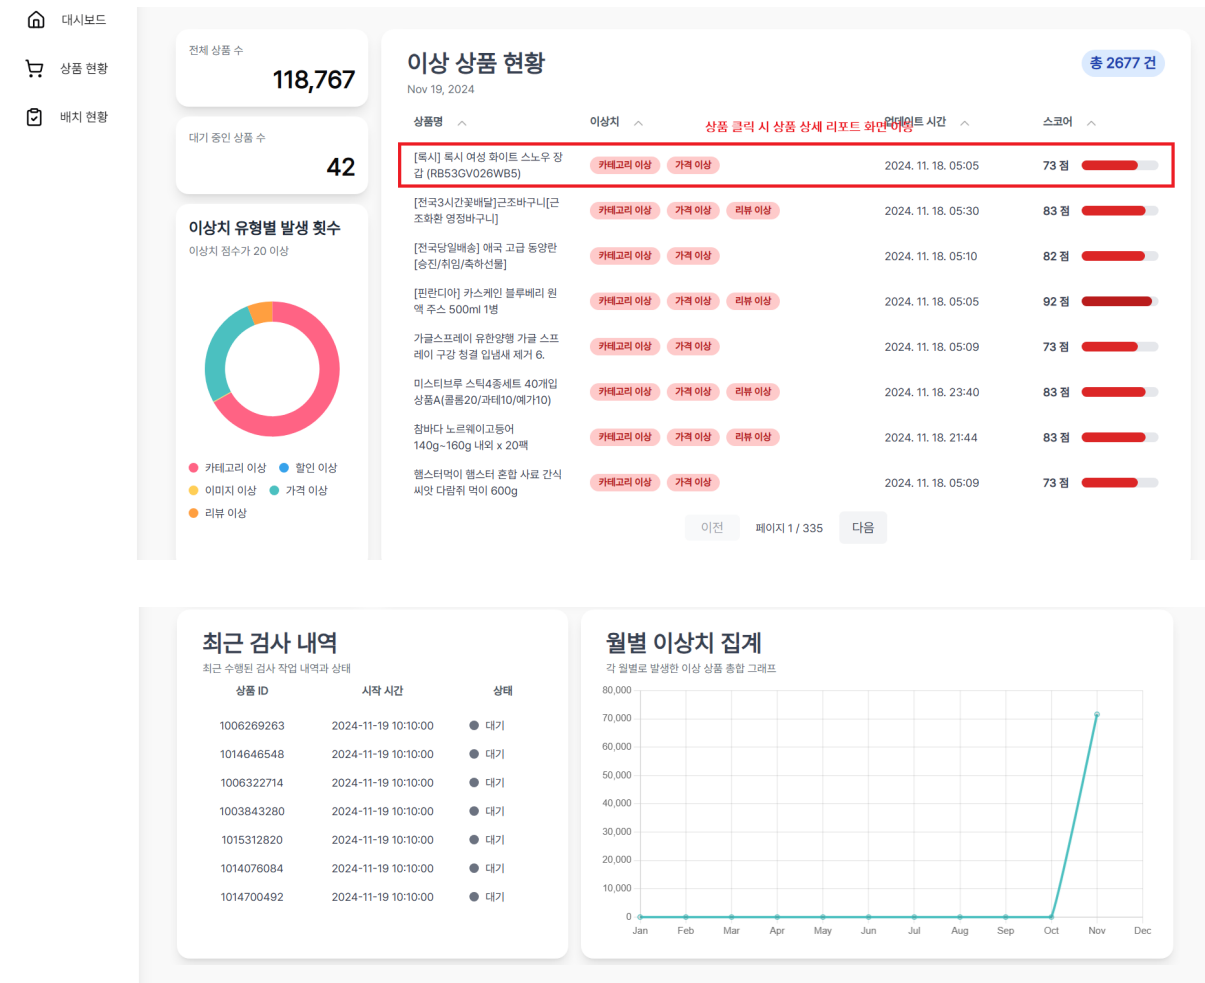 대시보드
상품 현황
배치 현황
전체 상품 수
118,767
대기 중인 상품 수
42
이상치 유형별 발생 횟수
이상치 점수가 20 이상
카테고리 이상
할인 이상
이미지 이상
가격 이상
리뷰 이상
이상 상품 현황
총 2677 건
Nov 19, 2024
상품명 이상치 업데이트 시간 스코어
상품 클릭 시 상품 상세 리포트 화면 이동
[록시] 록시 여성 화이트 스노우 장
갑 (RB53GV026WB5)
카테고리 이상 가격 이상 2024. 11. 18. 05:05 73 점
[전국3시간꽃배달]근조바구니[근
조화환 영정바구니]
카테고리 이상 가격 이상 리뷰 이상 2024. 11. 18. 05:30 83 점
[전국당일배송] 애국 고급 동양란
[승진/취임/축하선물]
카테고리 이상 가격 이상 2024. 11. 18. 05:10 82 점
[핀란디아] 카스케인 블루베리 원
액 주스 500ml 1병
카테고리 이상 가격 이상 리뷰 이상 2024. 11. 18. 05:05 92 점
가글스프레이 유한양행 가글 스프
레이 구강 청결 입냄새 제거 6.
카테고리 이상 가격 이상 2024. 11. 18. 05:09 73 점
미스티브루 스틱4종세트 40개입
상품A(콜롬20/과테10/예가10)
카테고리 이상 가격 이상 리뷰 이상 2024. 11. 18. 23:40 83 점
참바다 노르웨이고등어
140g~160g 내외 x 20팩
카테고리 이상 가격 이상 리뷰 이상 2024. 11. 18. 21:44 83 점
햄스터먹이 햄스터 혼합 사료 간식
씨앗 다람쥐 먹이 600g
카테고리 이상 가격 이상 2024. 11. 18. 05:09 73 점
이전 페이지 1 / 335 다음
최근 검사 내역
최근 수행된 검사 작업 내역과 상태
상품 ID 시작 시간 상태
1006269263 2024-11-19 10:10:00 대기
1014646548 2024-11-19 10:10:00 대기
1006322714 2024-11-19 10:10:00 대기
1003843280 2024-11-19 10:10:00 대기
1015312820 2024-11-19 10:10:00 대기
1014076084 2024-11-19 10:10:00 대기
1014700492 2024-11-19 10:10:00 대기
월별 이상치 집계
각 월별로 발생한 이상 상품 총합 그래프
80,000
70,000
60,000
50,000
40,000
30,000
20,000
10,000
0
Jan Feb Mar Apr May Jun Jul Aug Sep Oct Nov Dec